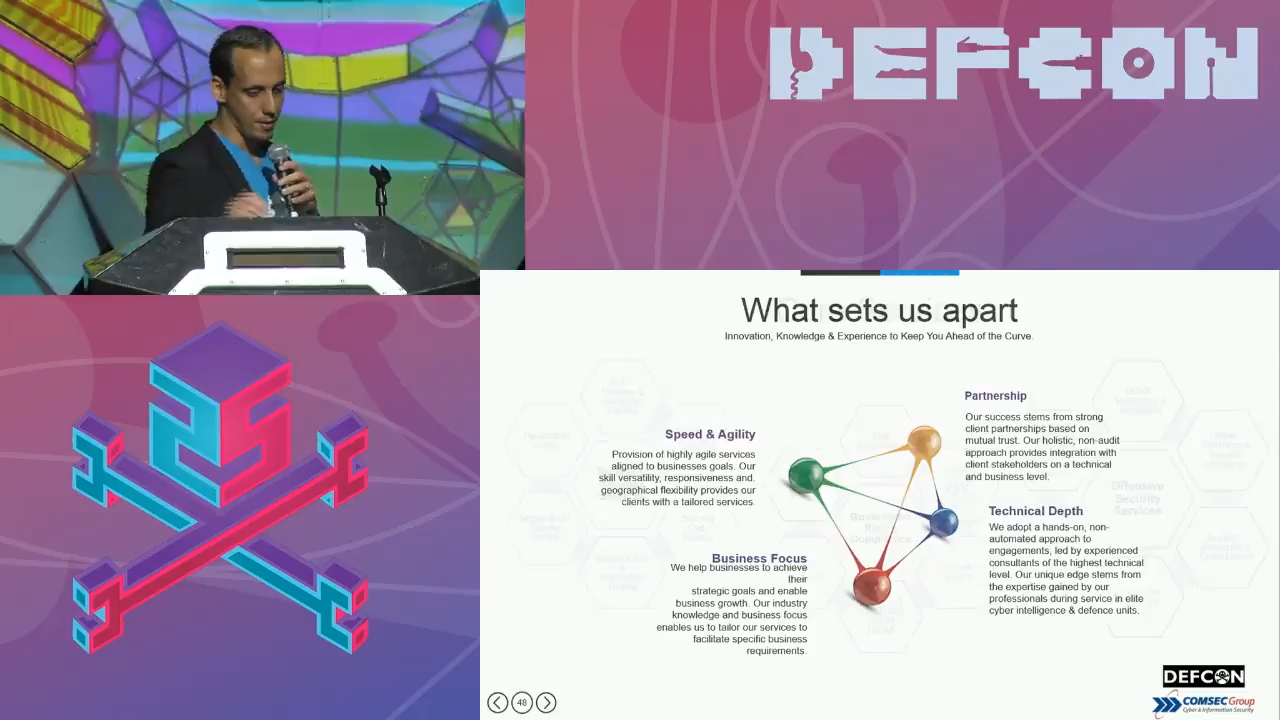 DEFCON
What sets us apart
Innovation, Knowledge & Experience to Keep You Ahead of the Curve.
Speed & Agility
Provision of highly agile services
aligned to businesses goals. Our
skill versatility, responsiveness and.
geographical flexibility provides our
clients with a tailored services.
Business Focus
We help businesses to achieve
their
strategic goals and enable
business growth. Our industry
knowledge and business focus
enables us to tailor our services to
facilitate specific business
requirements.
Partnership
Our success stems from strong
client partnerships based on
mutual trust. Our holistic, non-audit
approach provides integration with
client stakeholders on a technical
and business level.
Technical Depth
We adopt a hands-on, non-
automated approach to
engagements, led by experienced
consultants of the highest technical
level. Our unique edge stems from
the expertise gained by our
professionals during service in elite
cyber intelligence & defence units.
Offensive
Security
Services
48
DEFCON
COMSEC Group
Cyber & Information Security